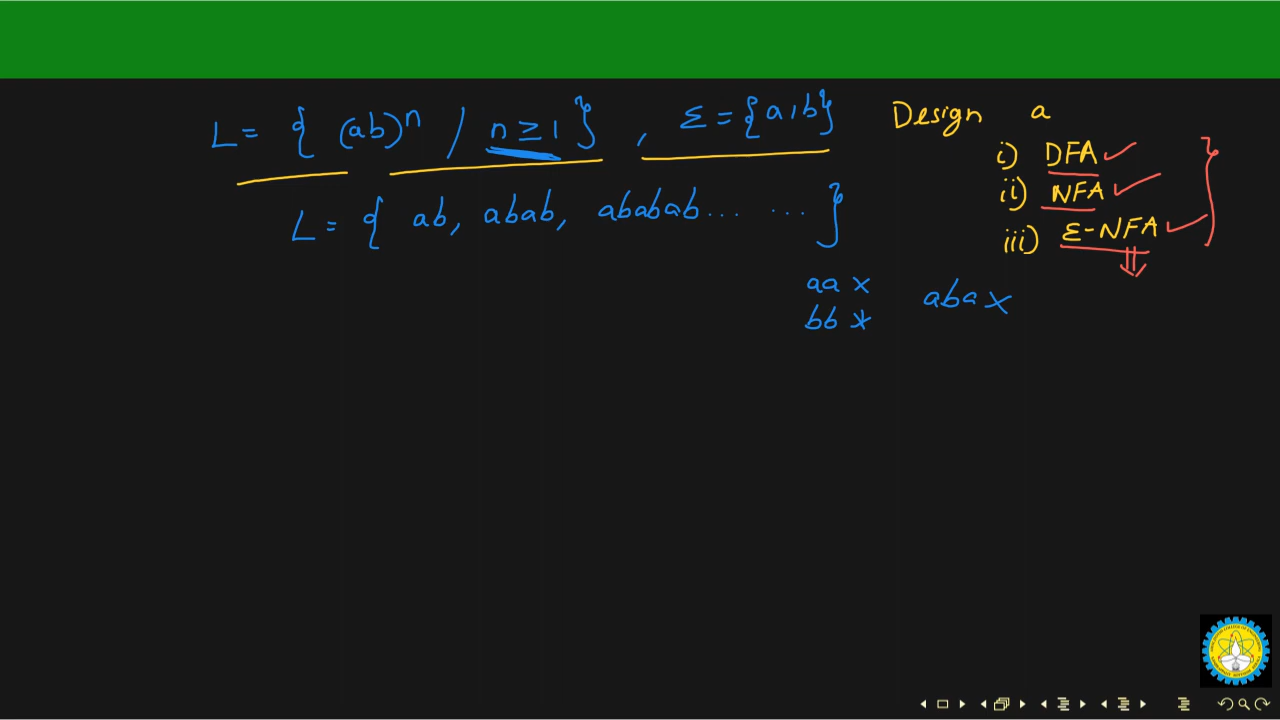 L = { (ab)ⁿ / n ≥ 1 } , Σ = {a,b}
L = { ab, abab, ababab... ... }
aa x
bb x
aba x
Design a
i) DFA ✓
ii) NFA ✓
iii) ε-NFA ✓